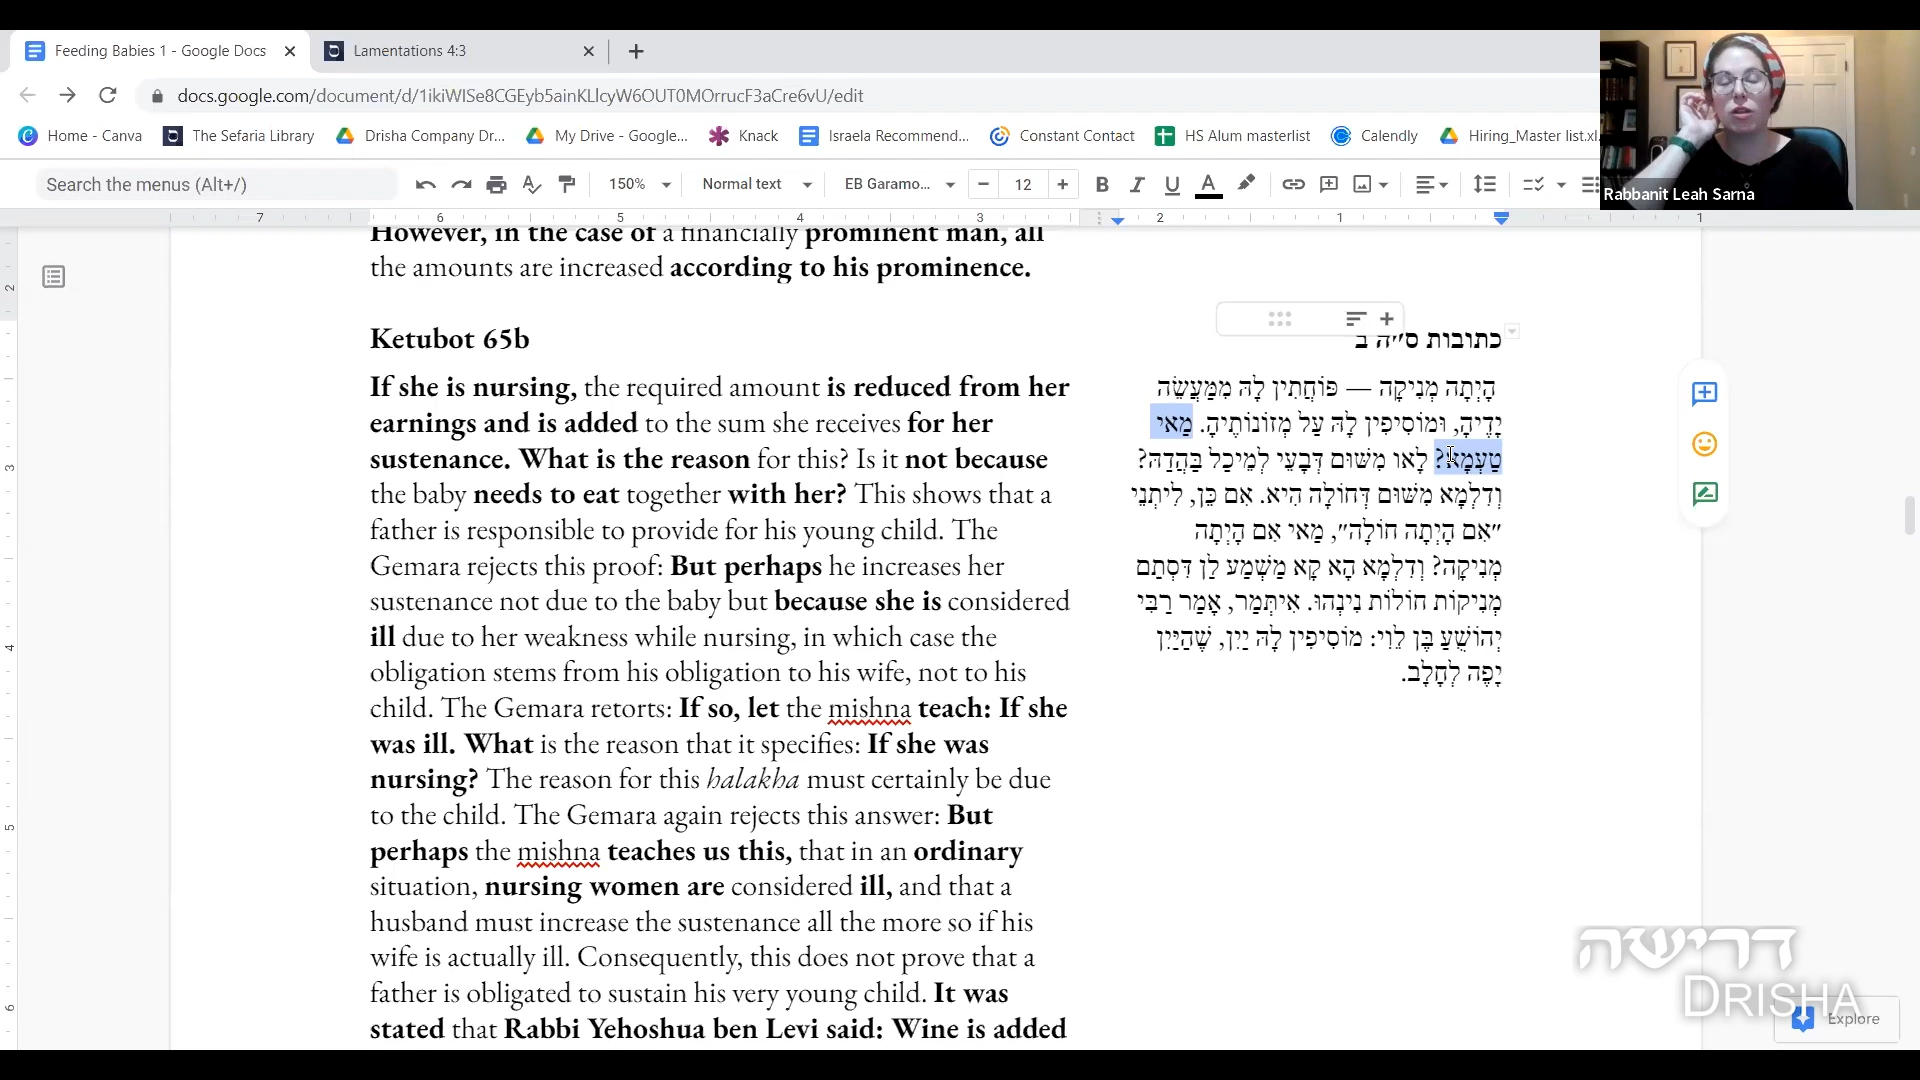 Feeding Babies 1 - Google Docs
Lamentations 4:3
docs.google.com/document/d/1ikiWISe8CGEyb5ainKLlcyW6OUT0MOrrucF3aCre6vU/edit
Home - Canva
The Sefaria Library
Drisha Company Dr...
My Drive - Google...
Knack
Israela Recommend...
Constant Contact
HS Alum masterlist
Calendly
Hiring_Master list.xl
Search the menus (Alt+/)
150%
Normal text
EB Garamo...
12
Rabbanit Leah Sarna
7 6 5 4 3 2 1 1
However, in the case of a financially prominent man, all
the amounts are increased according to his prominence.
Ketubot 65b
If she is nursing, the required amount is reduced from her
earnings and is added to the sum she receives for her
sustenance. What is the reason for this? Is it not because
the baby needs to eat together with her? This shows that a
father is responsible to provide for his young child. The
Gemara rejects this proof: But perhaps he increases her
sustenance not due to the baby but because she is considered
ill due to her weakness while nursing, in which case the
obligation stems from his obligation to his wife, not to his
child. The Gemara retorts: If so, let the mishna teach: If she
was ill. What is the reason that it specifies: If she was
nursing? The reason for this halakha must certainly be due
to the child. The Gemara again rejects this answer: But
perhaps the mishna teaches us this, that in an ordinary
situation, nursing women are considered ill, and that a
husband must increase the sustenance all the more so if his
wife is actually ill. Consequently, this does not prove that a
father is obligated to sustain his very young child. It was
stated that Rabbi Yehoshua ben Levi said: Wine is added
כתובות ס״ה ב
הָיְתָה מְנִיקָה — פּוֹחֲתִין לָהּ מִמַּעֲשֵׂה
יָדֶיהָ, וּמוֹסִיפִין לָהּ עַל מְזוֹנוֹתֶיהָ. מַאי
טַעְמָא? לָאו מִשּׁוּם דְּבָעֵי לְמֵיכַל בַּהֲדַהּ?
וְדִלְמָא מִשּׁוּם דְּחוֹלָה הִיא. אִם כֵּן, לִיתְנֵי
״אִם הָיְתָה חוֹלָה״, מַאי אִם הָיְתָה
מְנִיקָה? וְדִלְמָא הָא קָא מַשְׁמַע לַן דִּסְתַם
מְנִיקוֹת חוֹלוֹת נִינְהוּ. אִיתְּמַר, אָמַר רַבִּי
יְהוֹשֻׁעַ בֶּן לֵוִי: מוֹסִיפִין לָהּ יַיִן, שֶׁהַיַּיִן
יָפֶה לְחָלָב.
2
3
4
5
6
דרישה
DRISHA
Explore